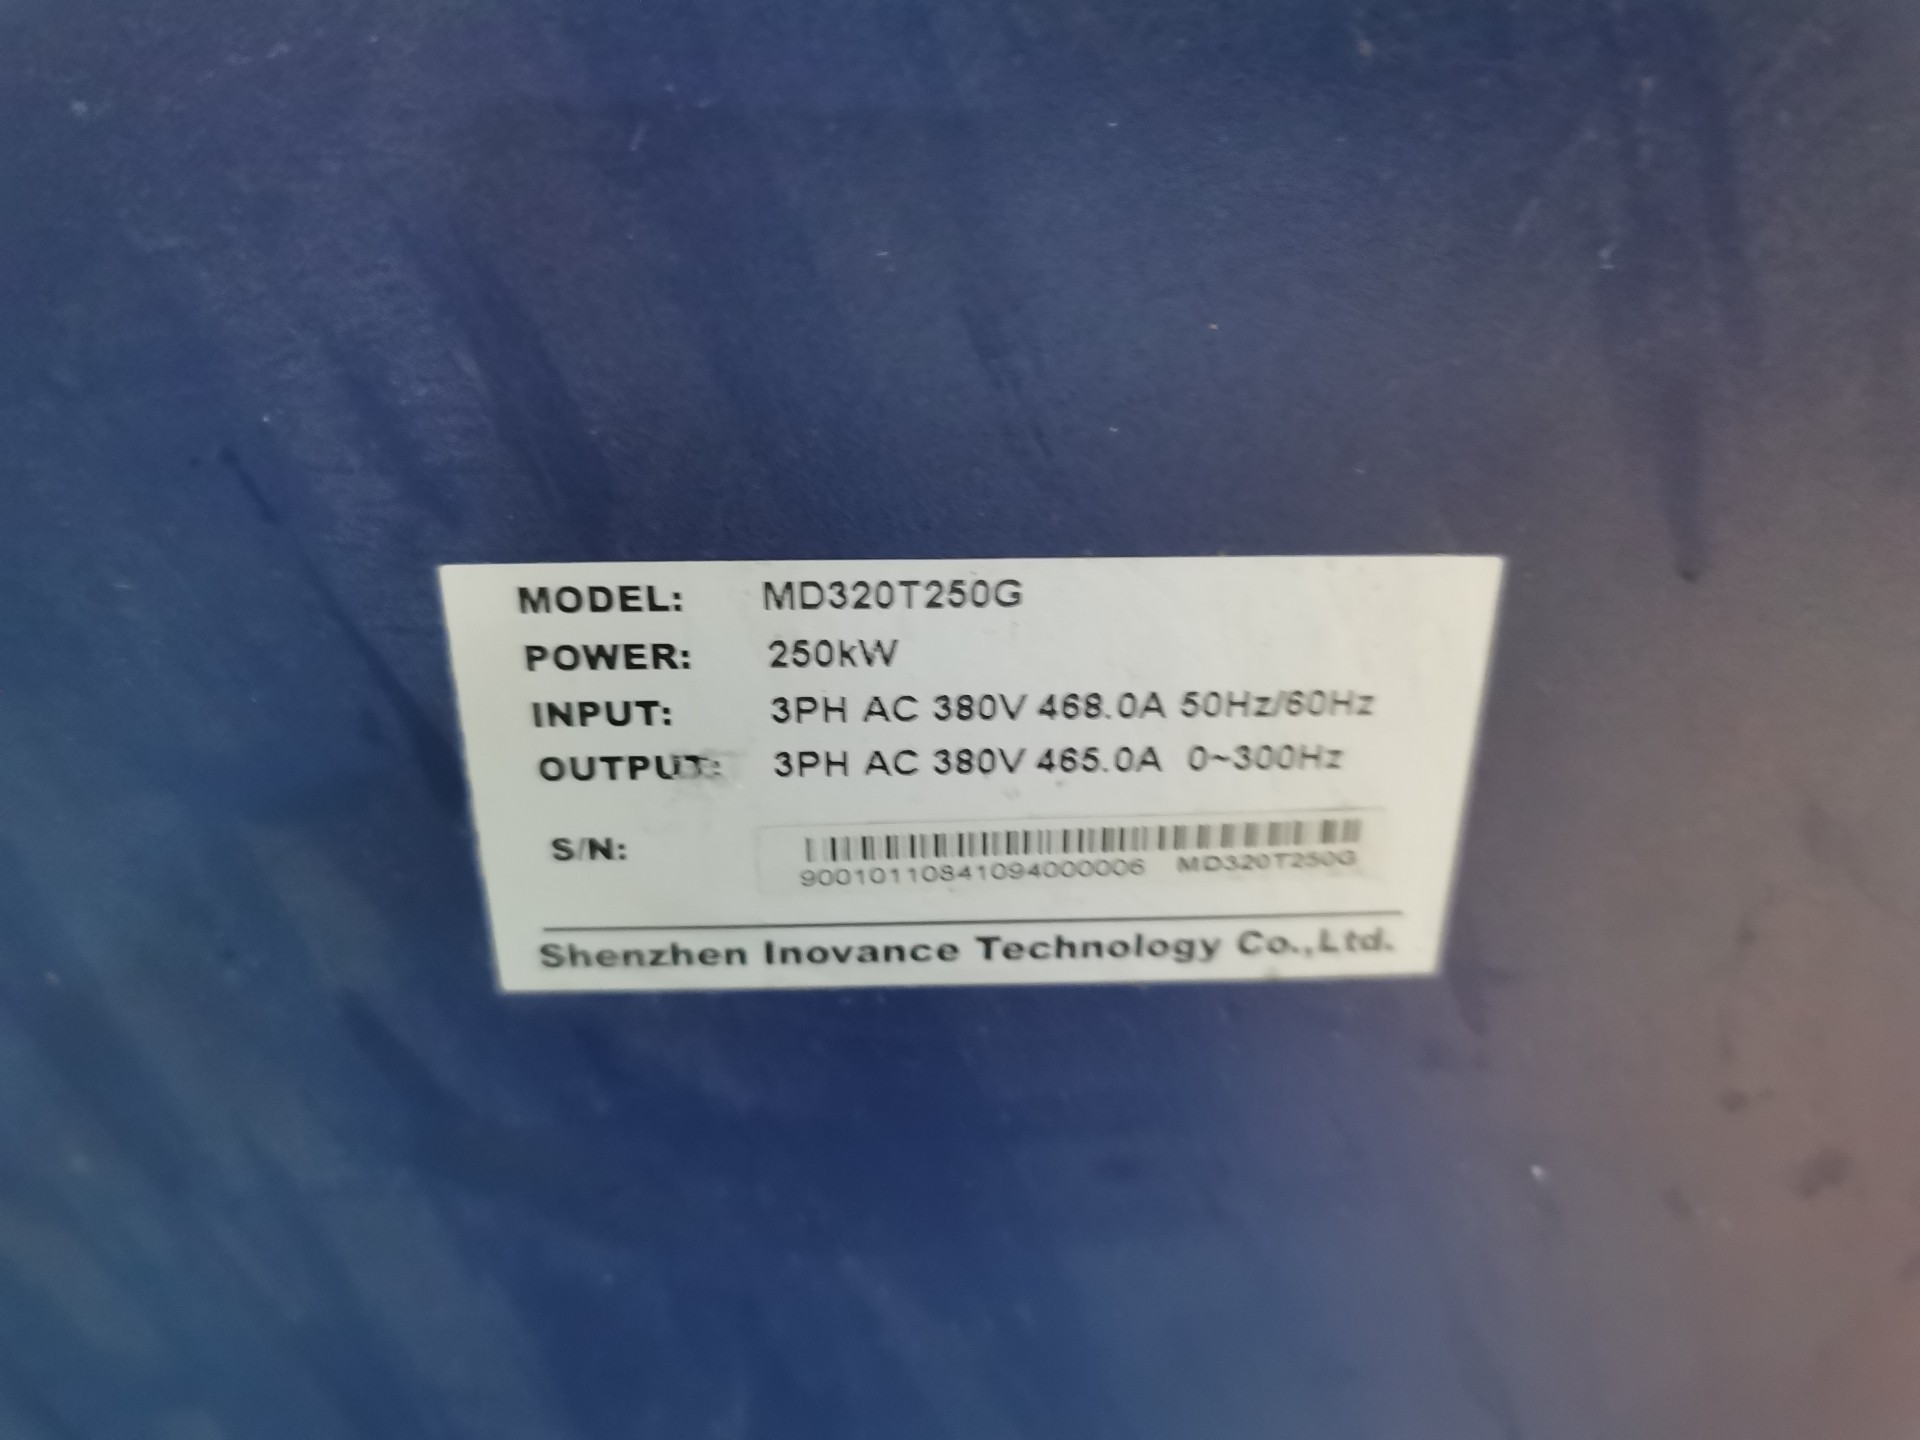 MODEL: MD320T250G
POWER: 250kW
INPUT: 3PH AC 380V 468.0A 50Hz/60Hz
OUTPUT: 3PH AC 380V 465.0A 0~300Hz
S/N:
90010110841094000006 MD320T250G
Shenzhen Inovance Technology Co.,Ltd.